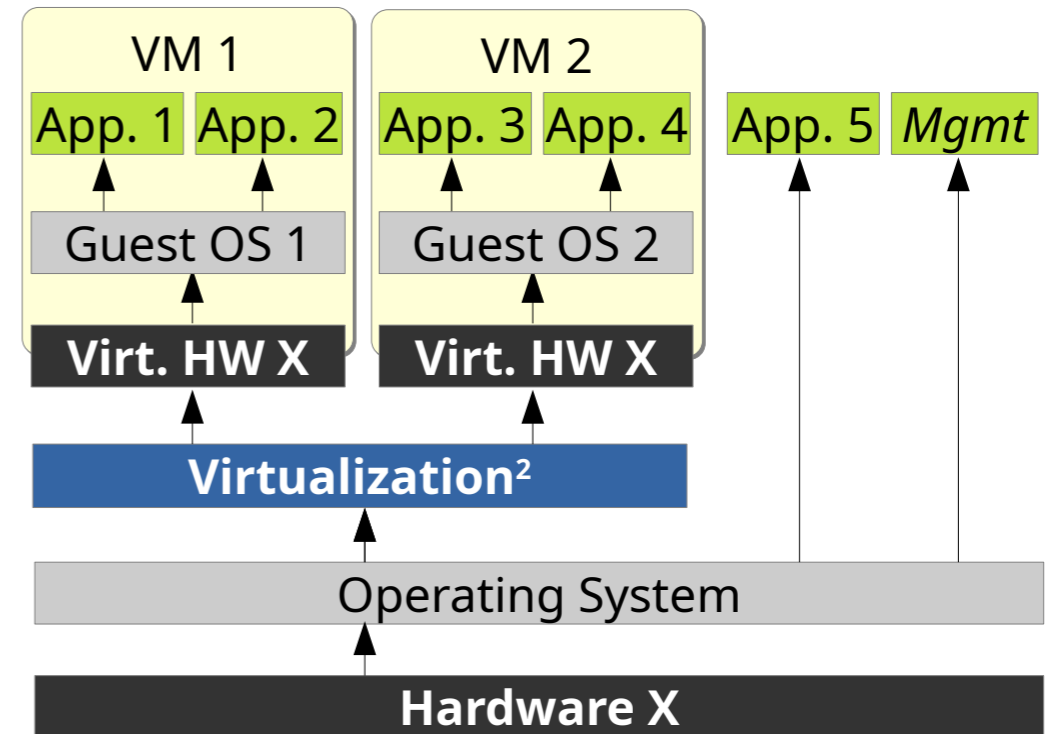 VM 1
VM 2
App. 1
App. 2
App. 3
App. 4
App. 5
Mgmt
Guest OS 1
Guest OS 2
Virt. HW X
Virt. HW X
Virtualization²
Operating System
Hardware X